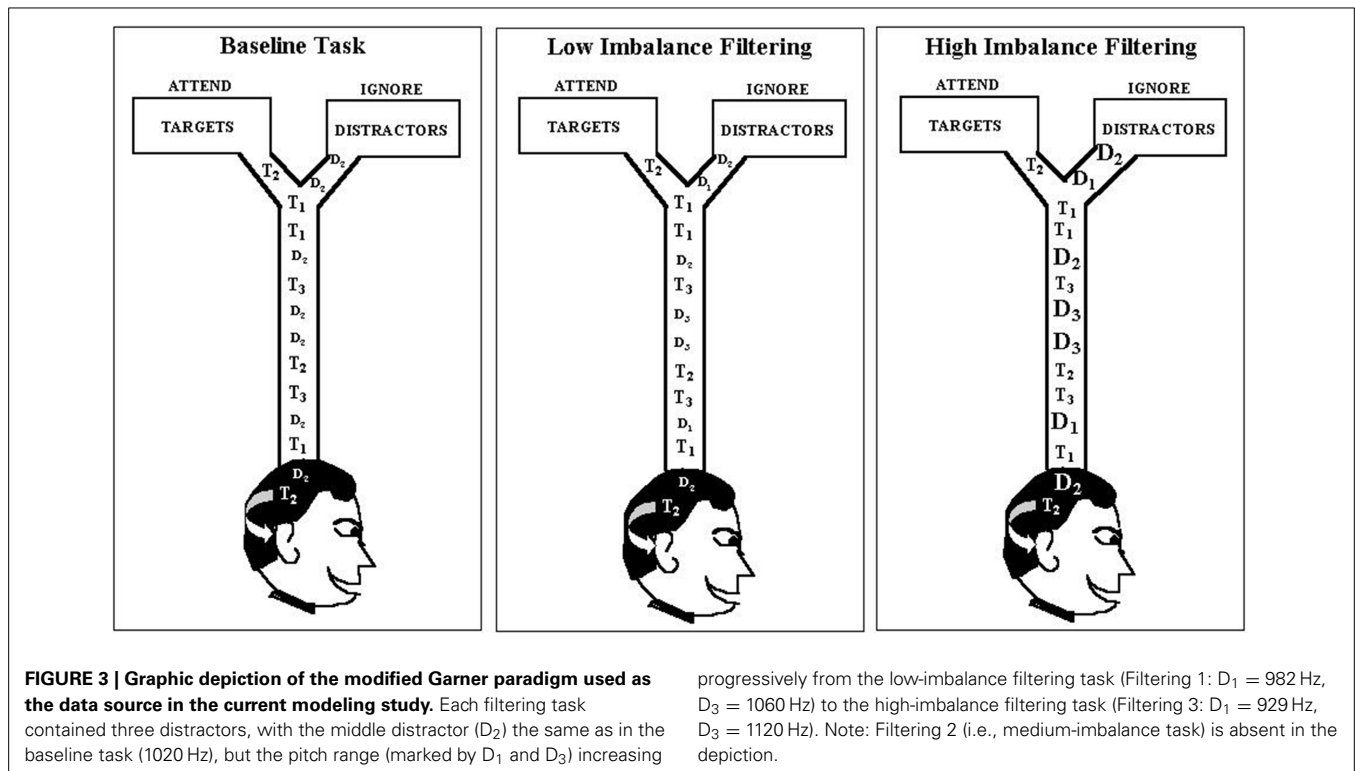 Baseline Task
ATTEND
IGNORE
TARGETS
DISTRACTORS
D₂
T₂
D₂
T₁
T₁
D₂
T₃
D₂
D₂
T₂
T₃
D₂
T₁
D₂
T₂
Low Imbalance Filtering
ATTEND
IGNORE
TARGETS
DISTRACTORS
D₂
T₂
D₁
T₁
T₁
D₂
T₃
D₃
D₃
T₂
T₃
D₁
T₁
D₂
T₂
High Imbalance Filtering
ATTEND
IGNORE
TARGETS
DISTRACTORS
D₂
T₂
D₁
T₁
T₁
D₂
T₃
D₃
D₃
T₂
T₃
D₁
T₁
D₂
T₂
FIGURE 3 | Graphic depiction of the modified Garner paradigm used as
the data source in the current modeling study. Each filtering task
contained three distractors, with the middle distractor (D₂) the same as in the
baseline task (1020 Hz), but the pitch range (marked by D₁ and D₃) increasing
progressively from the low-imbalance filtering task (Filtering 1: D₁ = 982 Hz,
D₃ = 1060 Hz) to the high-imbalance filtering task (Filtering 3: D₁ = 929 Hz,
D₃ = 1120 Hz). Note: Filtering 2 (i.e., medium-imbalance task) is absent in the
depiction.